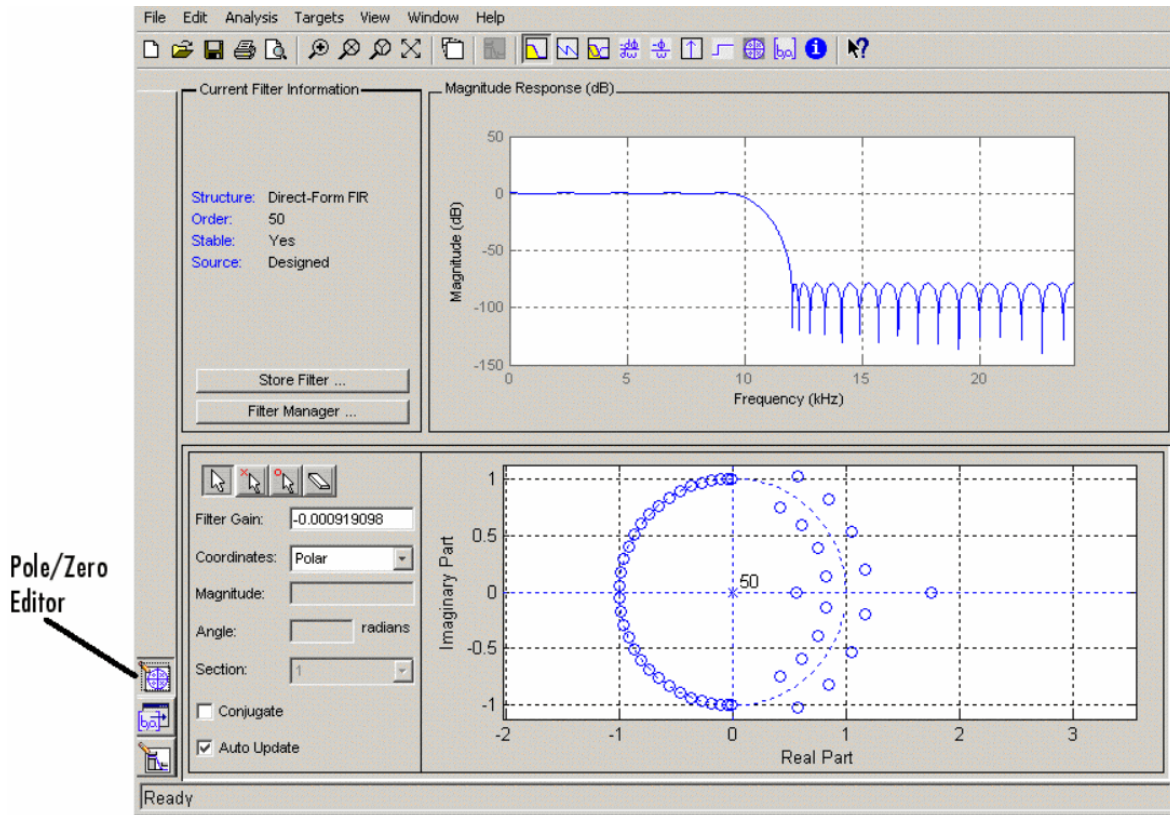 File Edit Analysis Targets View Window Help
Current Filter Information
Structure: Direct-Form FIR
Order: 50
Stable: Yes
Source: Designed
Store Filter ...
Filter Manager ...
Magnitude Response (dB)
50
0
-50
-100
-150
Magnitude (dB)
0 5 10 15 20
Frequency (kHz)
Filter Gain: -0.000919098
Coordinates: Polar
Magnitude:
Angle: radians
Section: 1
Conjugate
Auto Update
1
0.5
0
-0.5
-1
Imaginary Part
50
-2 -1 0 1 2 3
Real Part
Pole/Zero
Editor
Ready